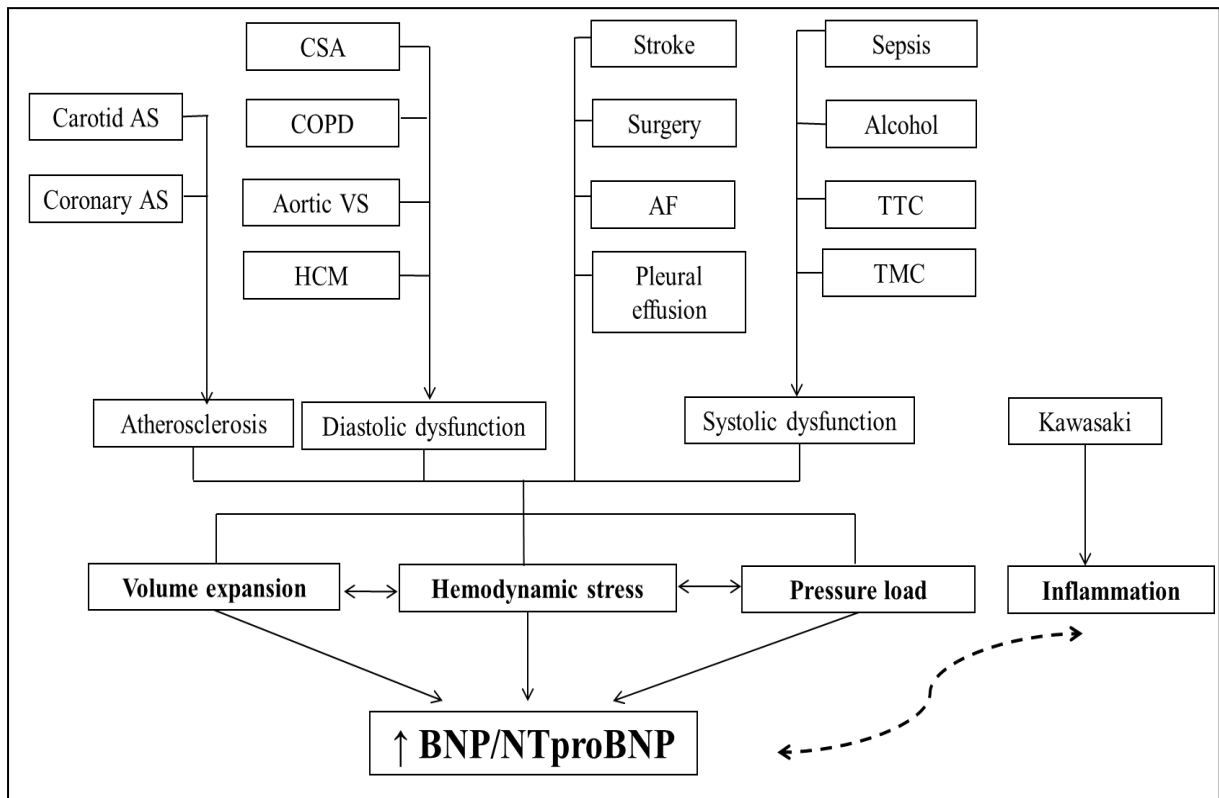 CSA
Stroke
Sepsis
Carotid AS
COPD
Surgery
Alcohol
Coronary AS
Aortic VS
AF
TTC
HCM
Pleural
effusion
TMC
Atherosclerosis
Diastolic dysfunction
Systolic dysfunction
Kawasaki
Volume expansion
Hemodynamic stress
Pressure load
Inflammation
↑ BNP/NTproBNP